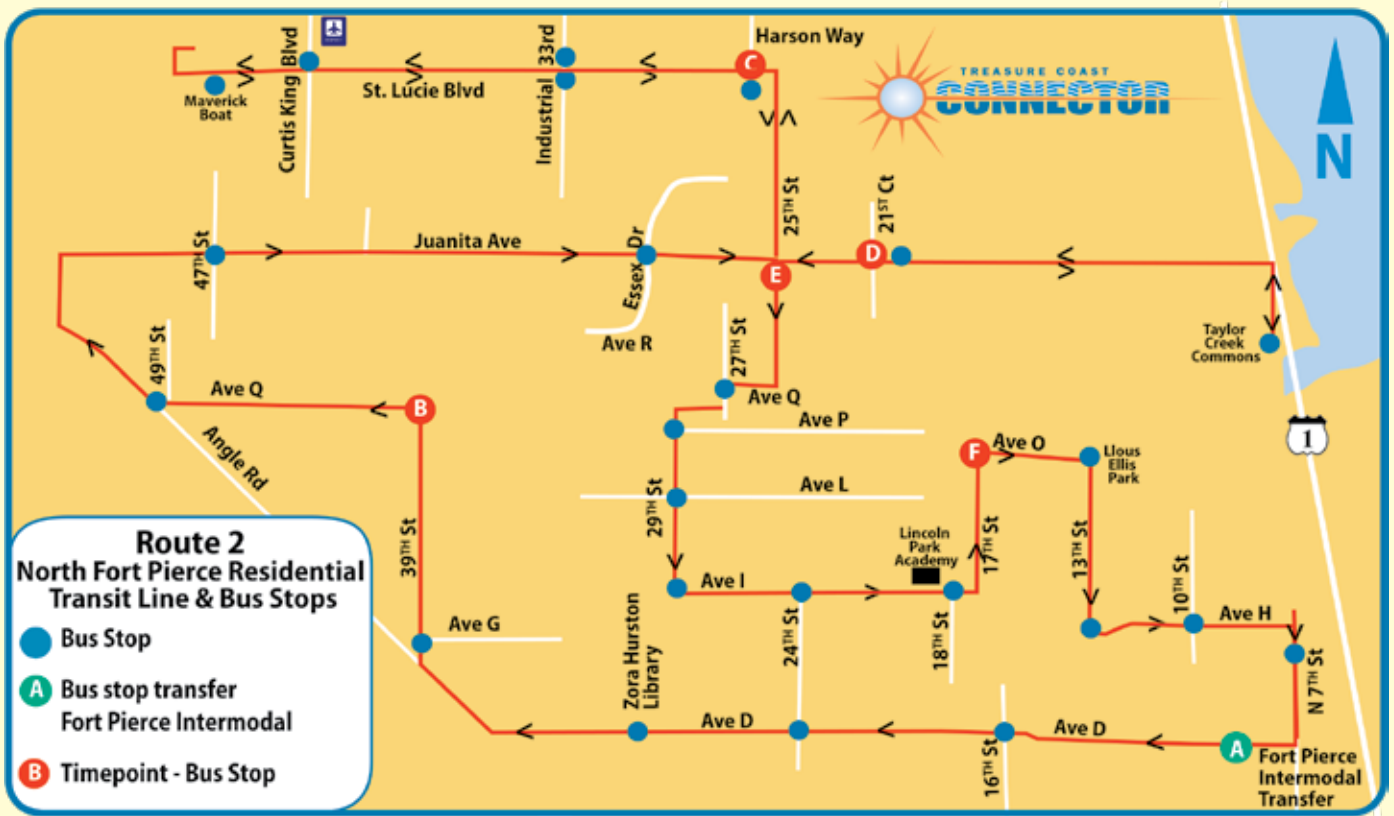 Harson Way
C
TREASURE COAST
CONNECTOR
Curtis King Blvd
Industrial 33rd
St. Lucie Blvd
Maverick
Boat
N
25TH St
21ST Ct
47TH St
Juanita Ave
Essex Dr
D
E
Ave R
27TH St
Taylor
Creek
Commons
49TH St
Ave Q
B
Ave Q
Ave P
1
Angle Rd
F
Ave O
Llous
Ellis
Park
Ave L
29TH St
39TH St
Lincoln
Park
Academy
17TH St
13TH St
10TH St
Ave I
Ave H
Ave G
Zora Hurston
Library
24TH St
18TH St
N 7TH St
Ave D
16TH St
Ave D
A
Fort Pierce
Intermodal
Transfer
Route 2
North Fort Pierce Residential
Transit Line & Bus Stops
Bus Stop
A Bus stop transfer
Fort Pierce Intermodal
B Timepoint - Bus Stop